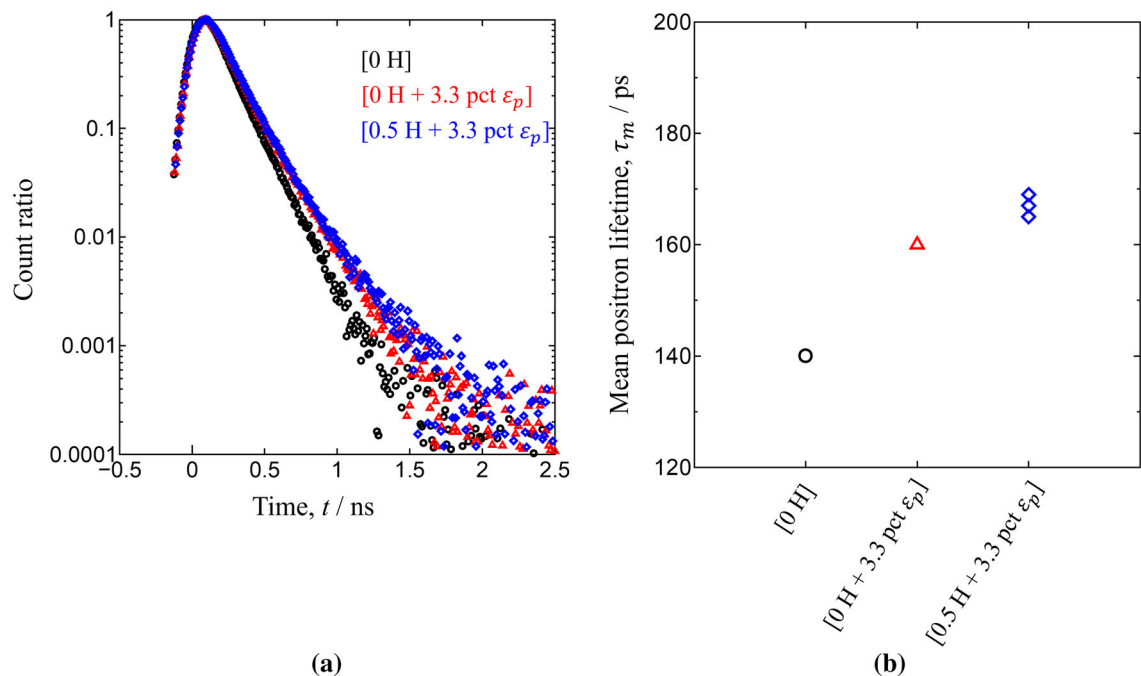 1
0.1
0.01
0.001
0.0001
Count ratio
−0.5 0 0.5 1 1.5 2 2.5
Time, t / ns
[0 H]
[0 H + 3.3 pct εp]
[0.5 H + 3.3 pct εp]
(a)
200
180
160
140
120
Mean positron lifetime, τm / ps
[0 H]
[0 H + 3.3 pct εp]
[0.5 H + 3.3 pct εp]
(b)